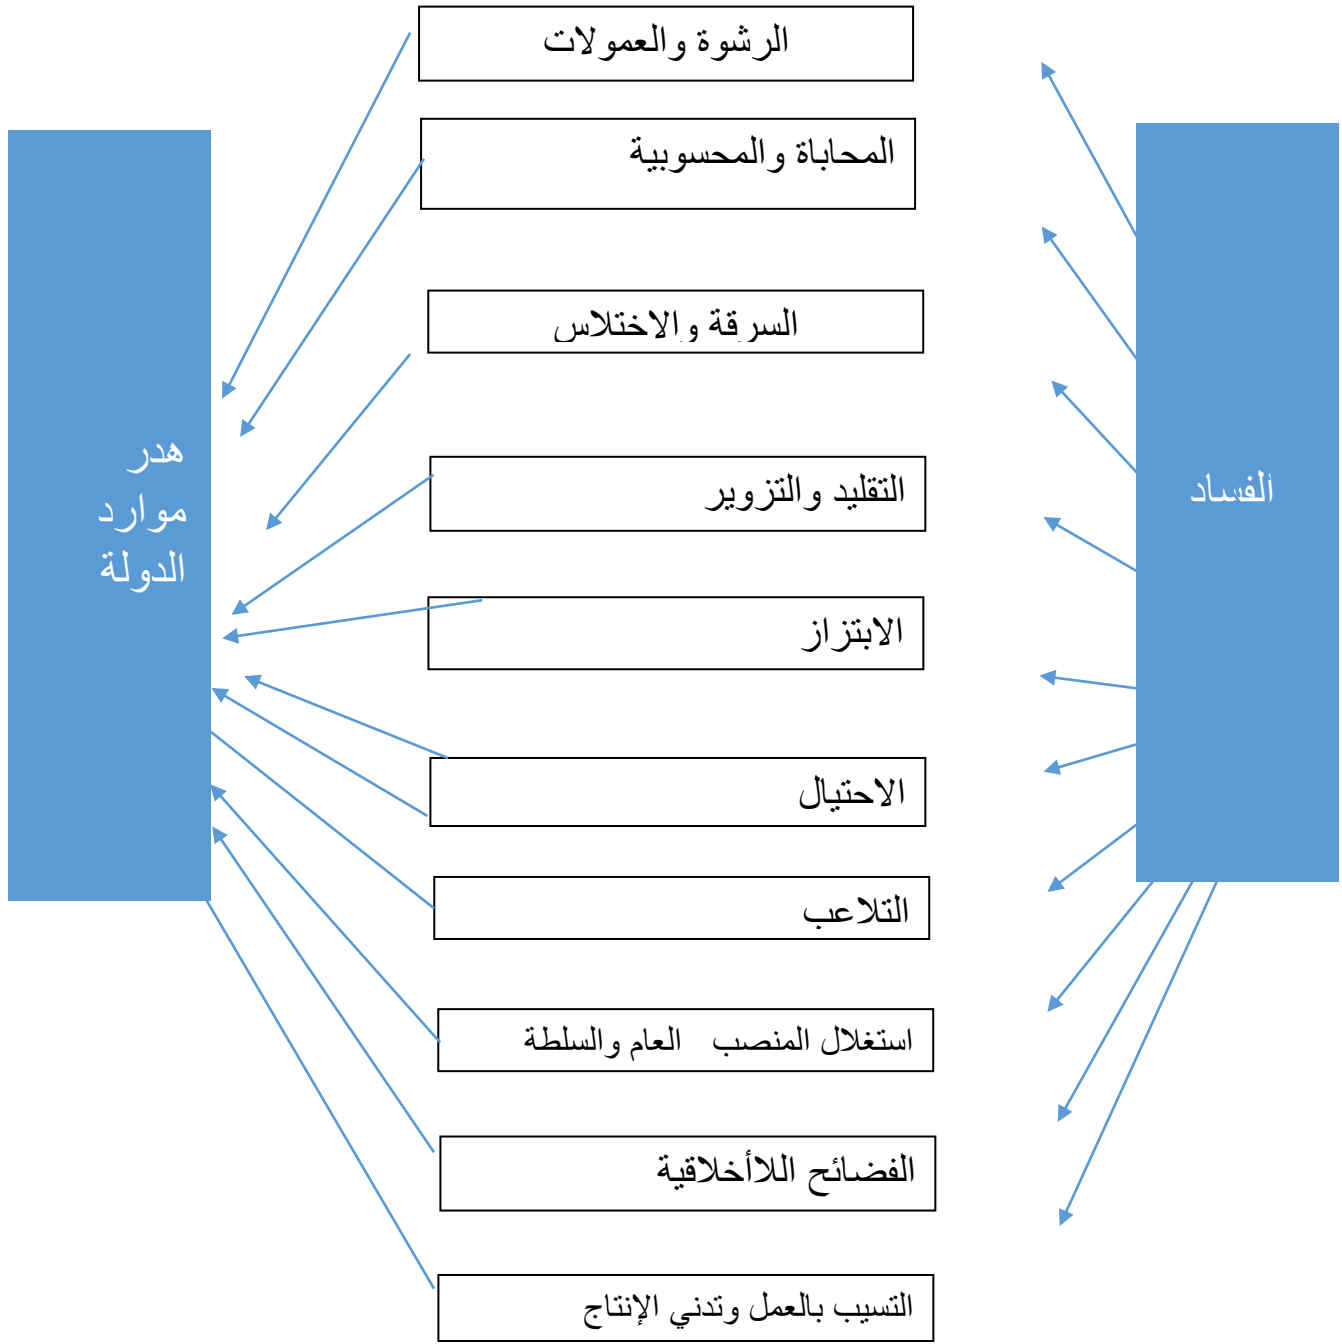 الفساد
الرشوة والعمولات
المحاباة والمحسوبية
السرقة والاختلاس
التقليد والتزوير
الابتزاز
الاحتيال
التلاعب
استغلال المنصب العام والسلطة
الفضائح اللاأخلاقية
التسيب بالعمل وتدني الإنتاج
هدر
موارد
الدولة